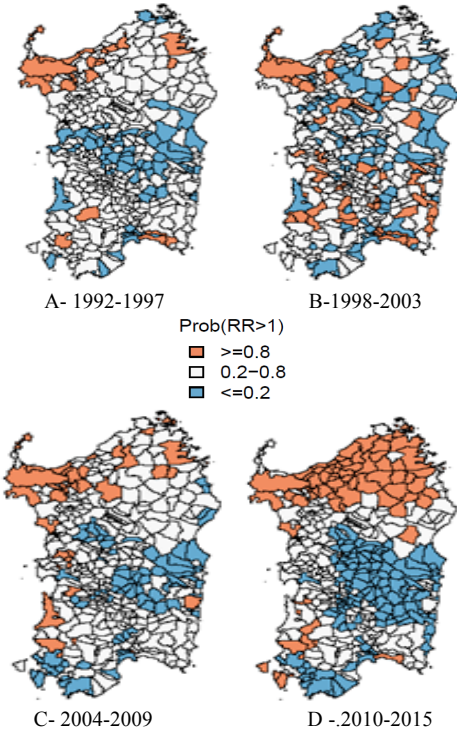 A- 1992-1997
B-1998-2003
Prob(RR>1)
>=0.8
0.2−0.8
<=0.2
C- 2004-2009
D -.2010-2015